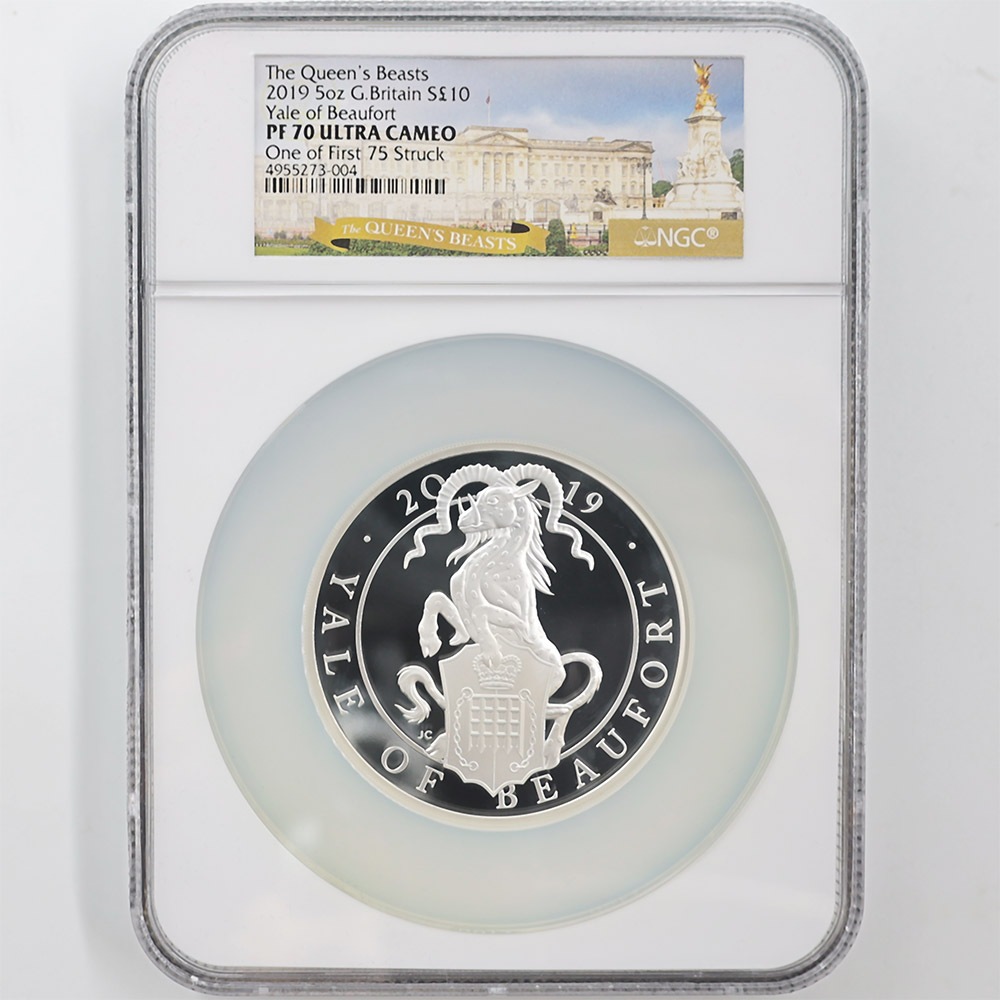 The Queen's Beasts
2019 5oz G.Britain S£10
Yale of Beaufort
PF 70 ULTRA CAMEO
One of First 75 Struck
4955273-004
The QUEEN'S BEASTS
NGC®
2019
YALE OF BEAUFORT
JC